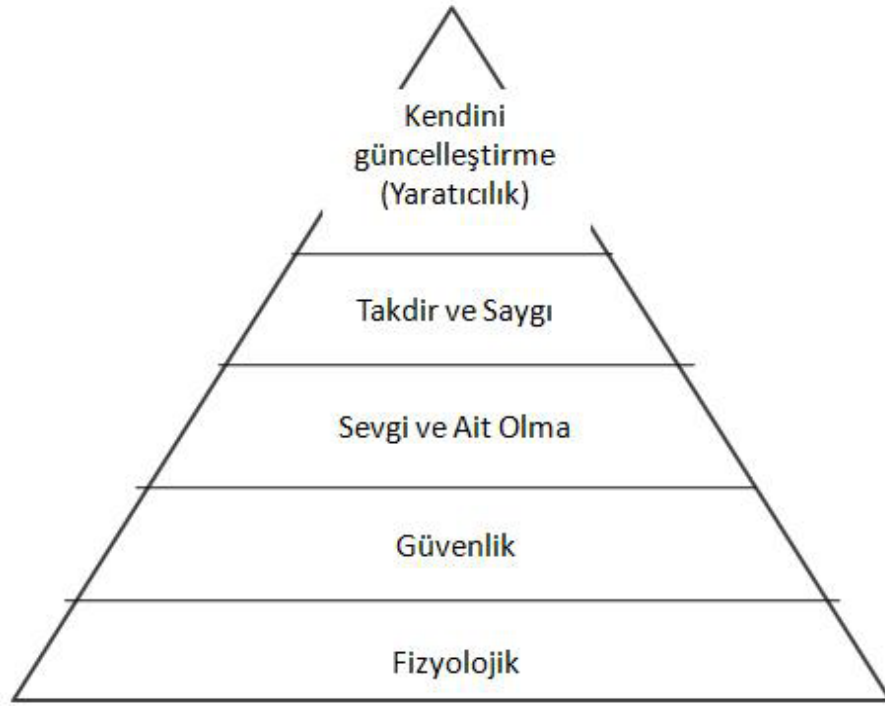 Kendini
güncelleştirme
(Yaratıcılık)
Takdir ve Saygı
Sevgi ve Ait Olma
Güvenlik
Fizyolojik